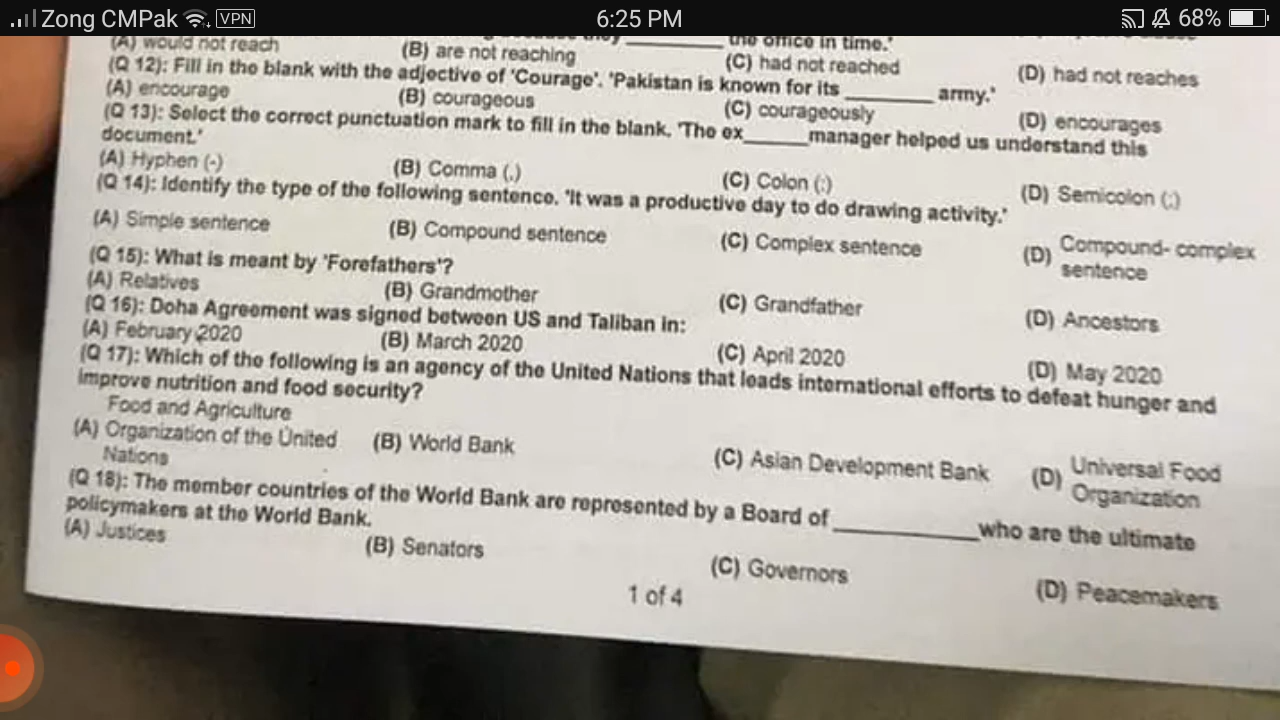 Zong CMPak VPN 6:25 PM 68%
the office in time.'
(A) would not reach (B) are not reaching (C) had not reached (D) had not reaches
(Q 12): Fill in the blank with the adjective of 'Courage'. 'Pakistan is known for its ________ army.'
(A) encourage (B) courageous (C) courageously (D) encourages
(Q 13): Select the correct punctuation mark to fill in the blank. 'The ex______manager helped us understand this
document.'
(A) Hyphen (-) (B) Comma (,) (C) Colon (:) (D) Semicolon (;)
(Q 14): Identify the type of the following sentence. 'It was a productive day to do drawing activity.'
(A) Simple sentence (B) Compound sentence (C) Complex sentence (D) Compound- complex
sentence
(Q 15): What is meant by 'Forefathers'?
(A) Relatives (B) Grandmother (C) Grandfather (D) Ancestors
(Q 16): Doha Agreement was signed between US and Taliban in:
(A) February 2020 (B) March 2020 (C) April 2020 (D) May 2020
(Q 17): Which of the following is an agency of the United Nations that leads international efforts to defeat hunger and
improve nutrition and food security?
Food and Agriculture
(A) Organization of the United (B) World Bank (C) Asian Development Bank (D) Universal Food
Nations Organization
(Q 18): The member countries of the World Bank are represented by a Board of ____________who are the ultimate
policymakers at the World Bank.
(A) Justices (B) Senators (C) Governors (D) Peacemakers
1 of 4